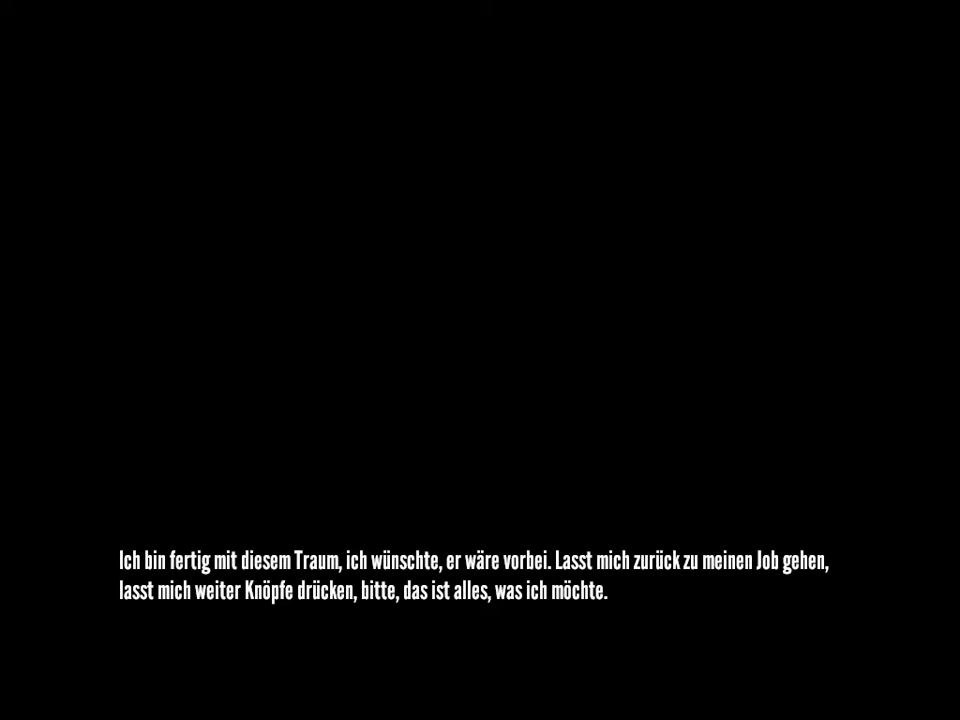 Ich bin fertig mit diesem Traum, ich wünschte, er wäre vorbei. Lasst mich zurück zu meinen Job gehen,
lasst mich weiter Knöpfe drücken, bitte, das ist alles, was ich möchte.